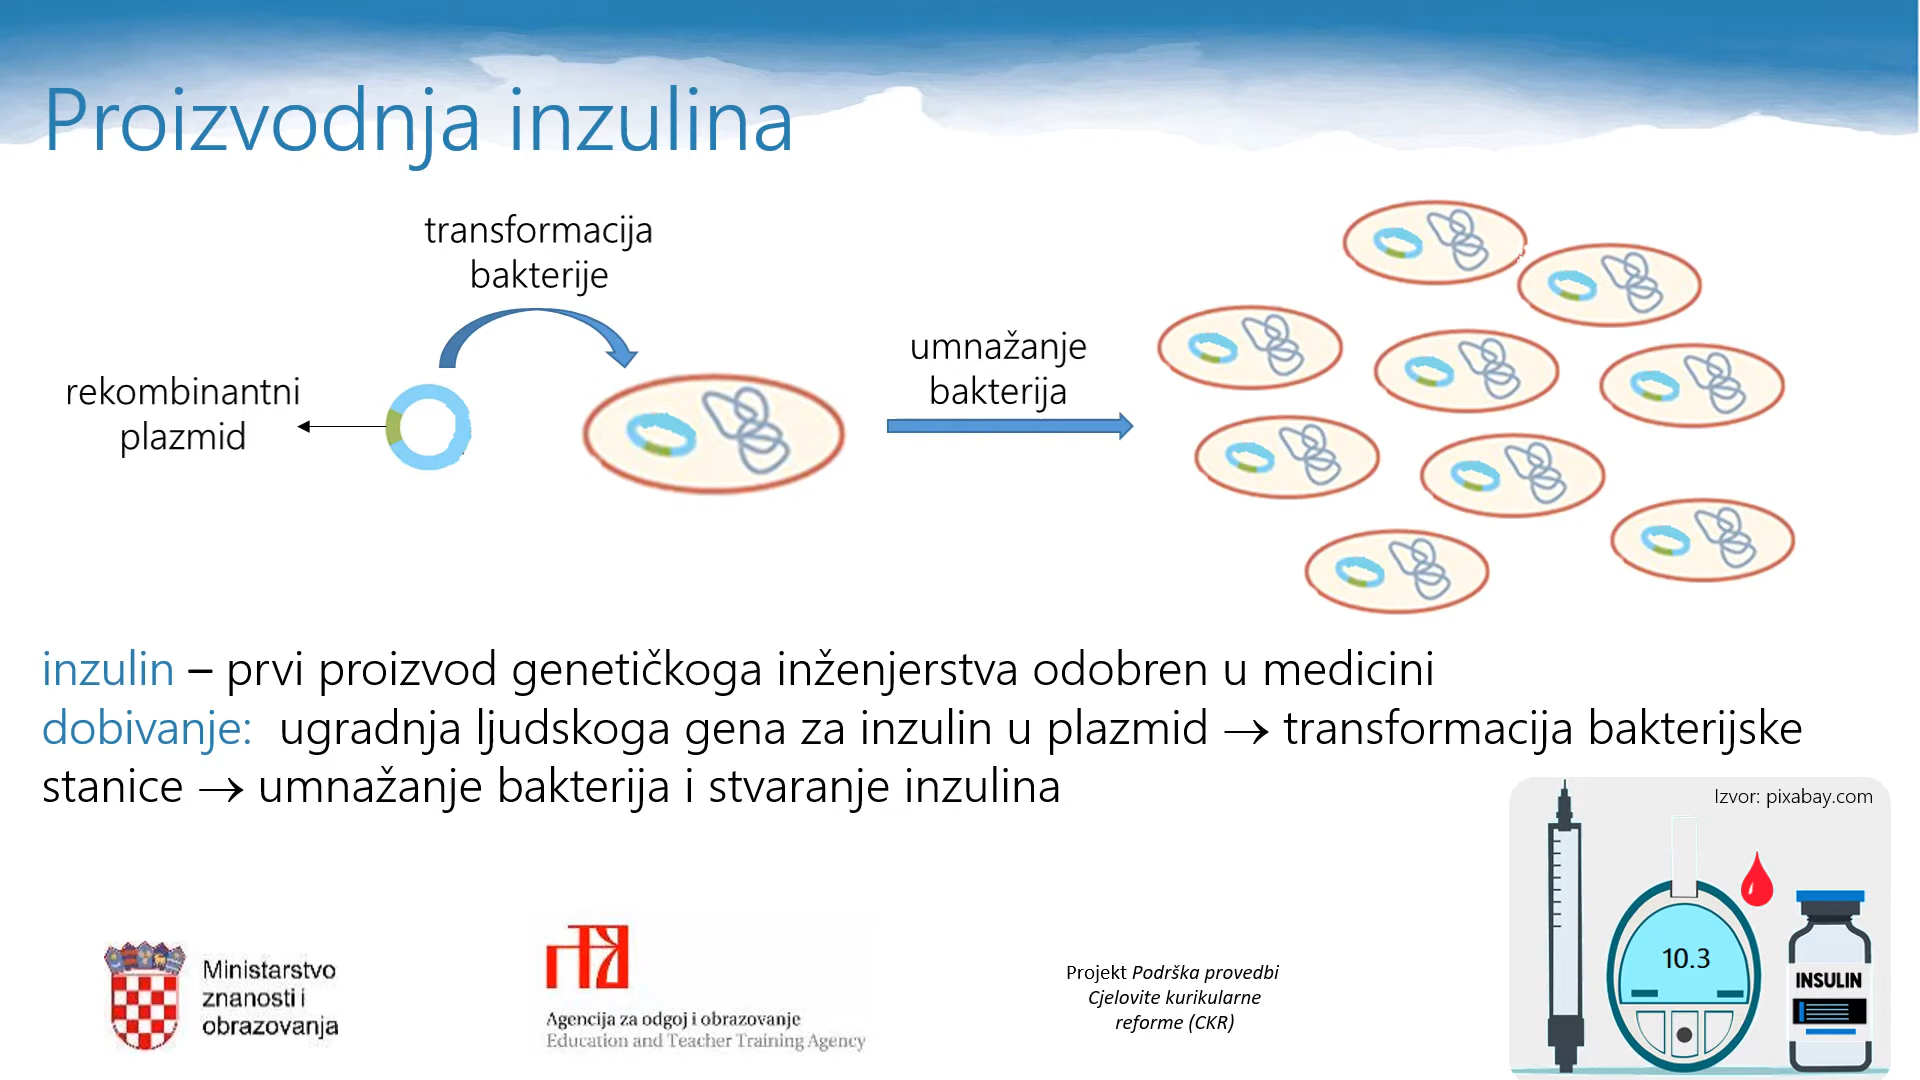 Proizvodnja inzulina
transformacija
bakterije
rekombinantni
plazmid
umnažanje
bakterija
inzulin – prvi proizvod genetičkoga inženjerstva odobren u medicini
dobivanje: ugradnja ljudskoga gena za inzulin u plazmid → transformacija bakterijske
stanice → umnažanje bakterija i stvaranje inzulina
Izvor: pixabay.com
10.3
INSULIN
Ministarstvo
znanosti i
obrazovanja
Agencija za odgoj i obrazovanje
Education and Teacher Training Agency
Projekt Podrška provedbi
Cjelovite kurikularne
reforme (CKR)